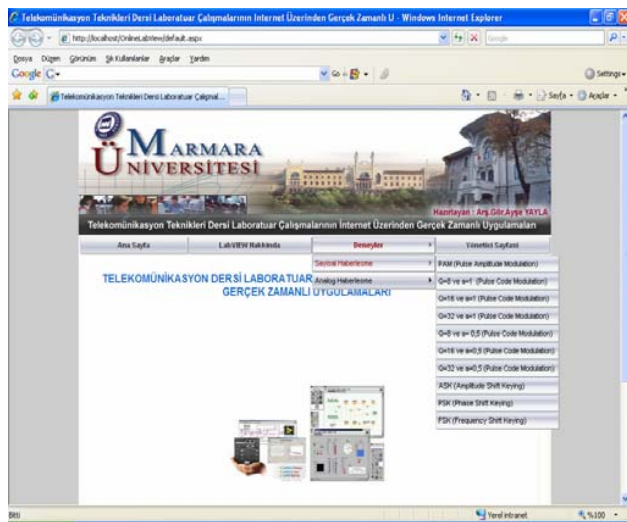 Telekomünikasyon Teknikleri Dersi Laboratuar Çalışmalarının Internet Üzerinden Gerçek Zamanlı U - Windows Internet Explorer
http://localhost/OnlineLabView/default.aspx
Google
Dosya Düzen Görünüm Sık Kullanılanlar Araçlar Yardım
Google
Settings
Telekomünikasyon Teknikleri Dersi Laboratuar Çalışmal...
Sayfa
Araçlar
MARMARA
ÜNİVERSİTESİ
Hazırlayan : Arş.Gör.Ayşe YAYLA
Telekomünikasyon Teknikleri Dersi Laboratuar Çalışmalarının İnternet Üzerinden Gerçek Zamanlı Uygulamaları
Ana Sayfa LabVIEW Hakkında Deneyler Yönetici Sayfası
Sayısal Haberleşme
Analog Haberleşme
PAM (Pulse Amplitude Modulation)
Q=8 ve a=1 (Pulse Code Modulation)
Q=16 ve a=1 (Pulse Code Modulation)
Q=32 ve a=1 (Pulse Code Modulation)
Q=8 ve a= 0,5 (Pulse Code Modulation)
Q=16 ve a=0,5 (Pulse Code Modulation)
Q=32 ve a=0,5 (Pulse Code Modulation)
ASK (Amplitude Shift Keying)
PSK (Phase Shift Keying)
FSK (Frequency Shift Keying)
TELEKOMÜNİKASYON DERSİ LABORATUAR
GERÇEK ZAMANLI UYGULAMALARI
Bitti
Yerel intranet
%100